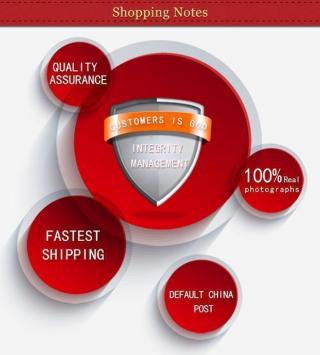 Shopping Notes
QUALITY
ASSURANCE
CUSTOMERS IS GOD
INTEGRITY
MANAGEMENT
100% Real
photographs
FASTEST
SHIPPING
DEFAULT CHINA
POST